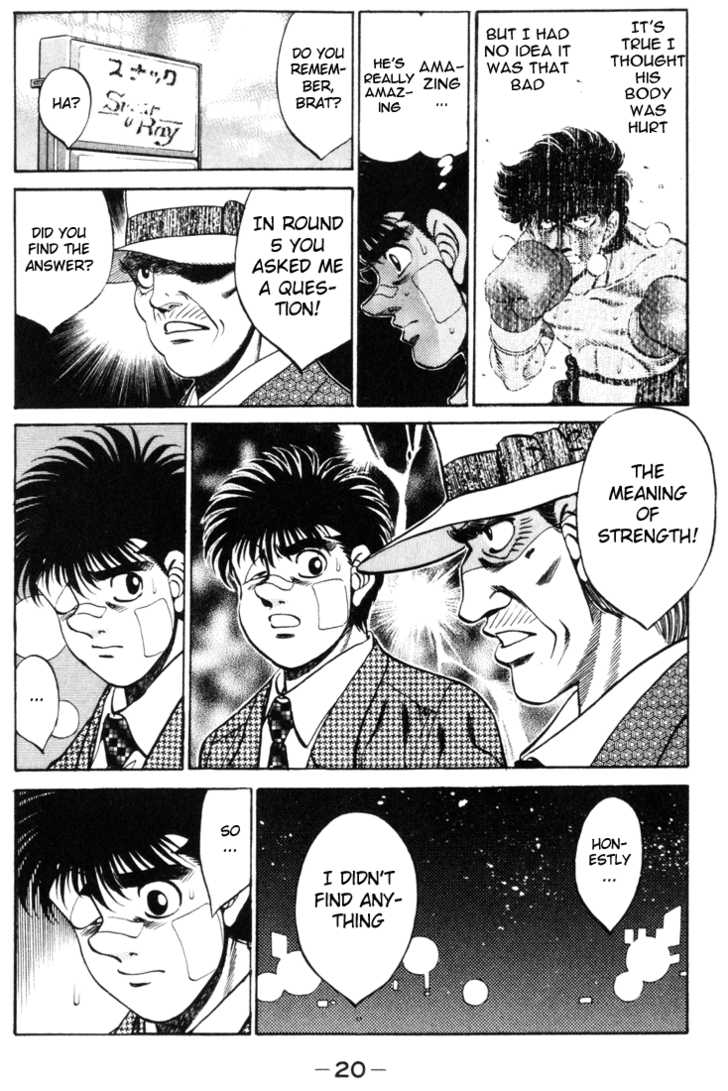 IT'S
TRUE I
THOUGHT
HIS
BODY
WAS
HURT
BUT I HAD
NO IDEA IT
WAS THAT
BAD
AMA-
ZING
...
HE'S
REALLY
AMAZ-
ING
DO YOU
REMEM-
BER,
BRAT?
スナック
Sugar
Ray
HA?
IN ROUND
5 YOU
ASKED ME
A QUES-
TION!
DID YOU
FIND THE
ANSWER?
THE
MEANING
OF
STRENGTH!
...
HON-
ESTLY
...
I DIDN'T
FIND ANY-
THING
SO
...
-20-